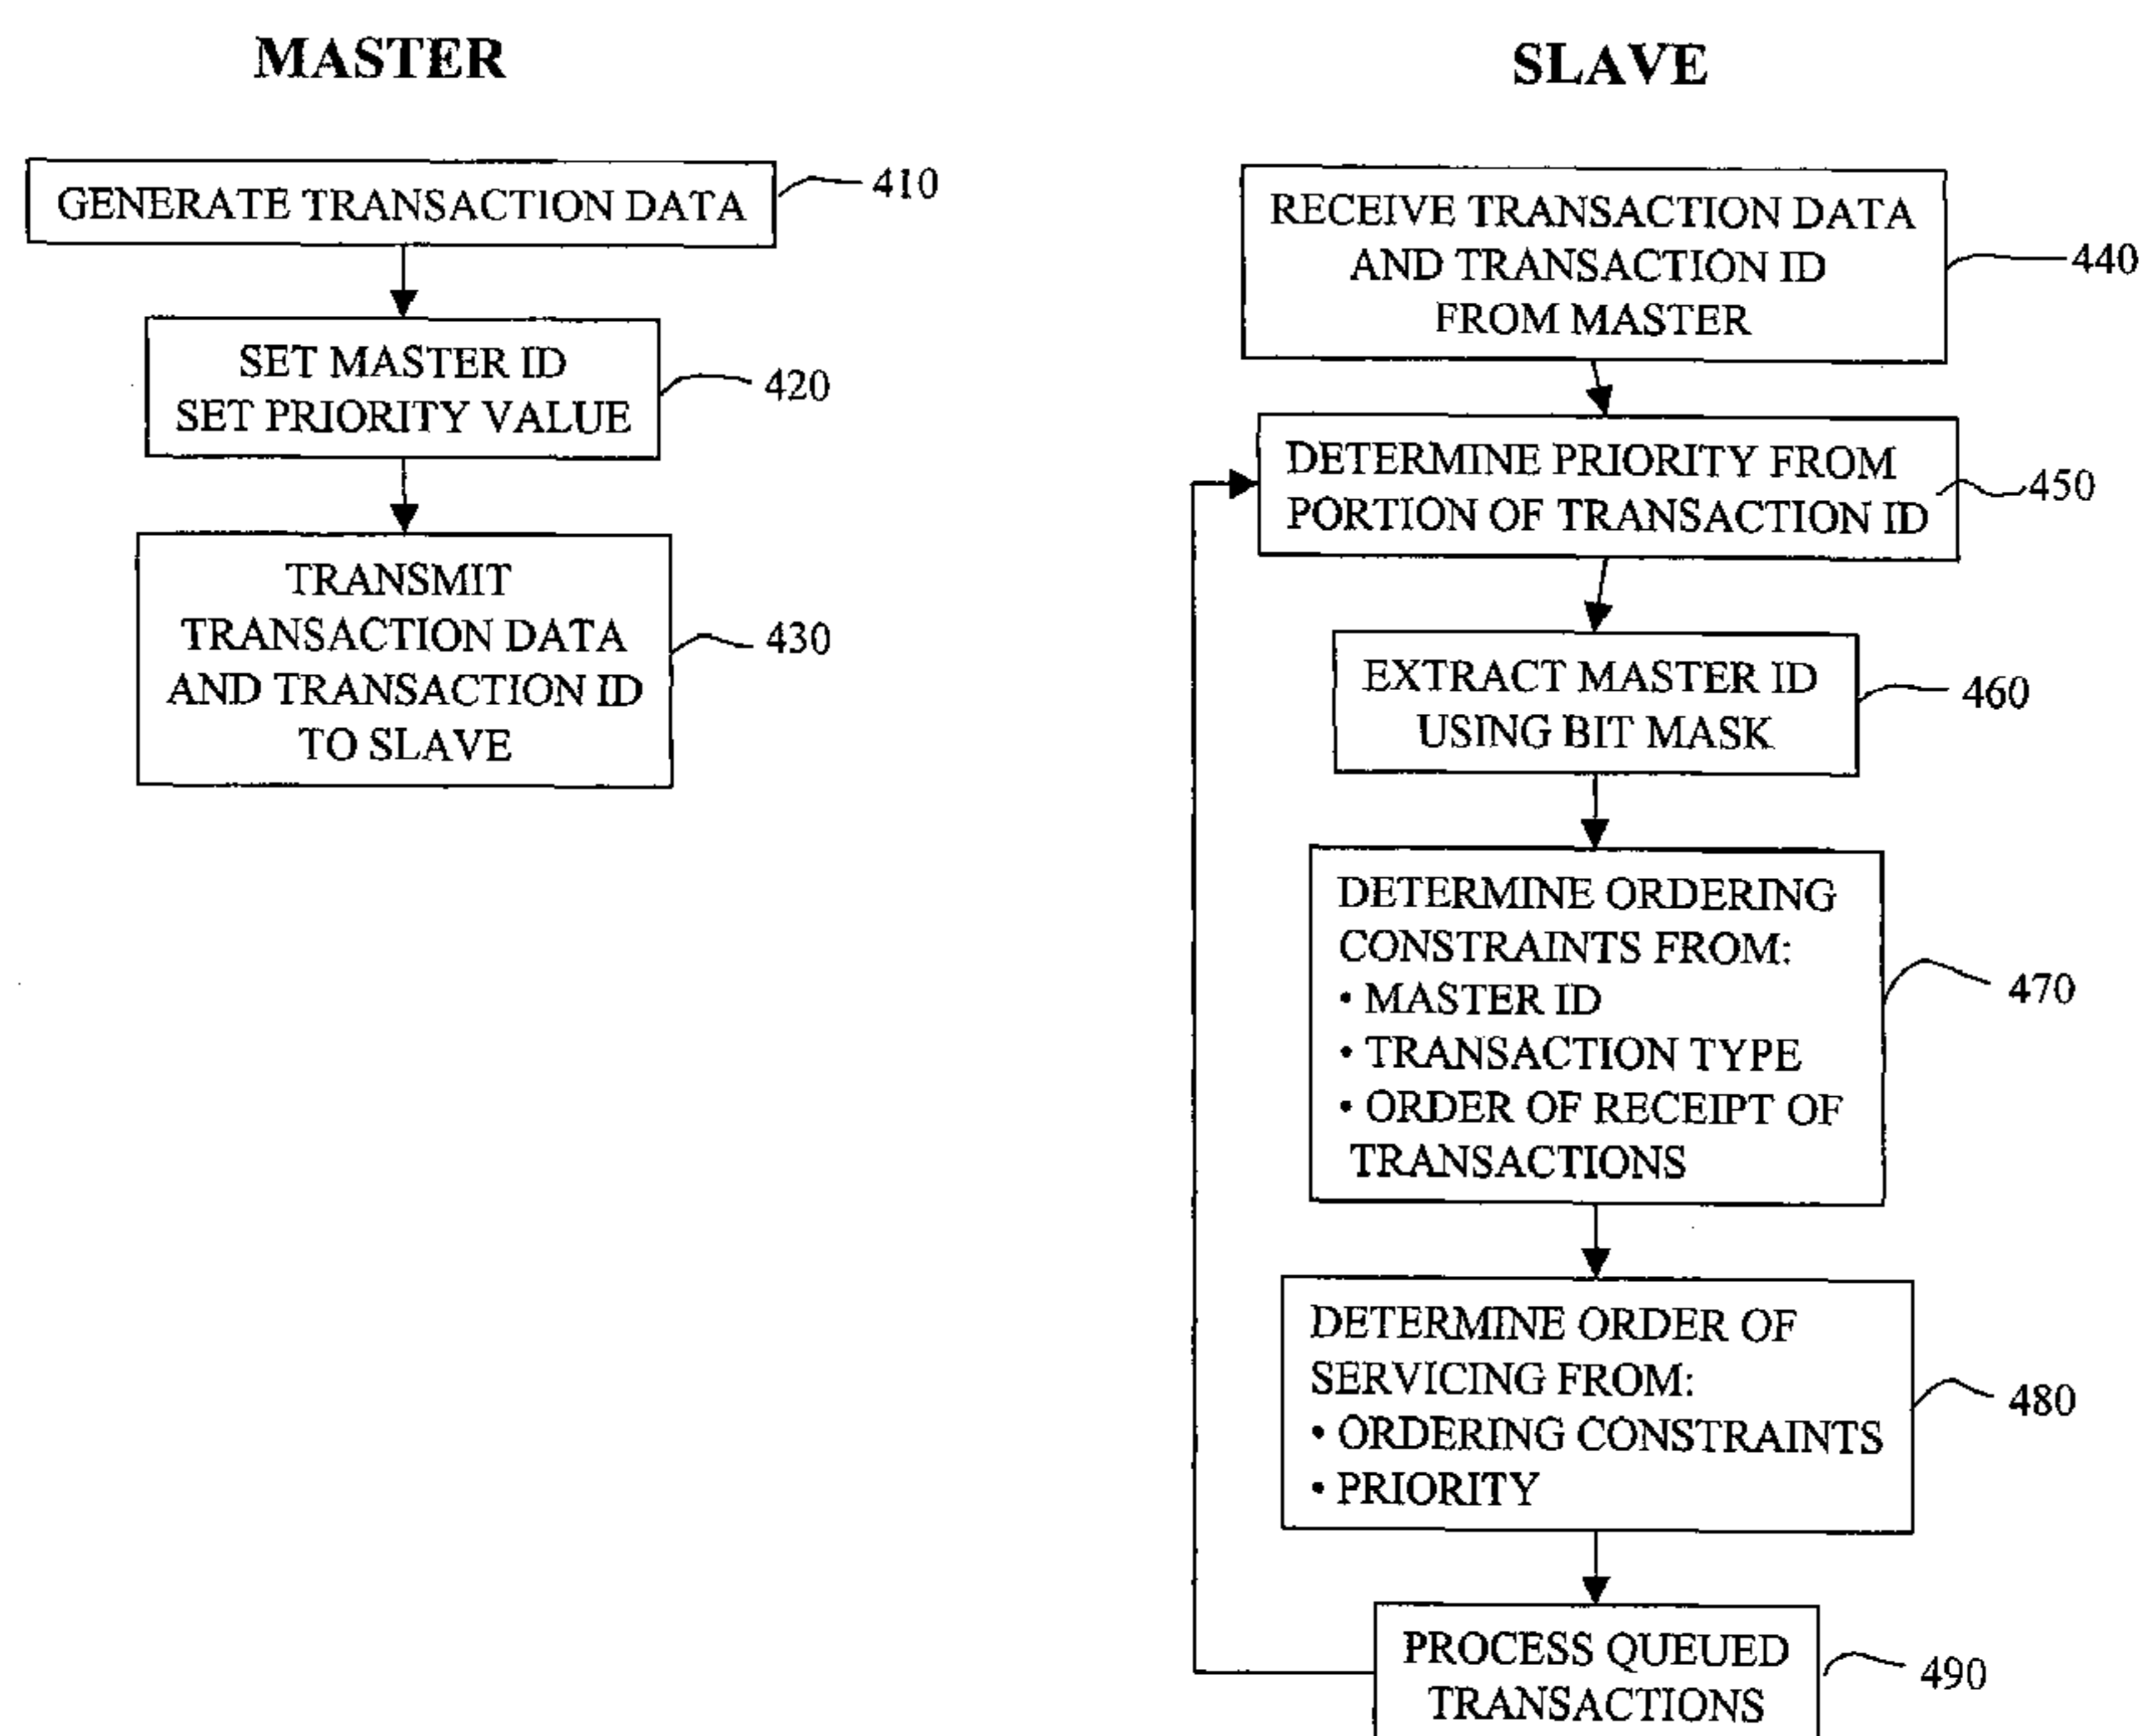 MASTER
GENERATE TRANSACTION DATA
410
SET MASTER ID
SET PRIORITY VALUE
420
TRANSMIT
TRANSACTION DATA
AND TRANSACTION ID
TO SLAVE
430
SLAVE
RECEIVE TRANSACTION DATA
AND TRANSACTION ID
FROM MASTER
440
DETERMINE PRIORITY FROM
PORTION OF TRANSACTION ID
450
EXTRACT MASTER ID
USING BIT MASK
460
DETERMINE ORDERING
CONSTRAINTS FROM:
• MASTER ID
• TRANSACTION TYPE
• ORDER OF RECEIPT OF
TRANSACTIONS
470
DETERMINE ORDER OF
SERVICING FROM:
• ORDERING CONSTRAINTS
• PRIORITY
480
PROCESS QUEUED
TRANSACTIONS
490